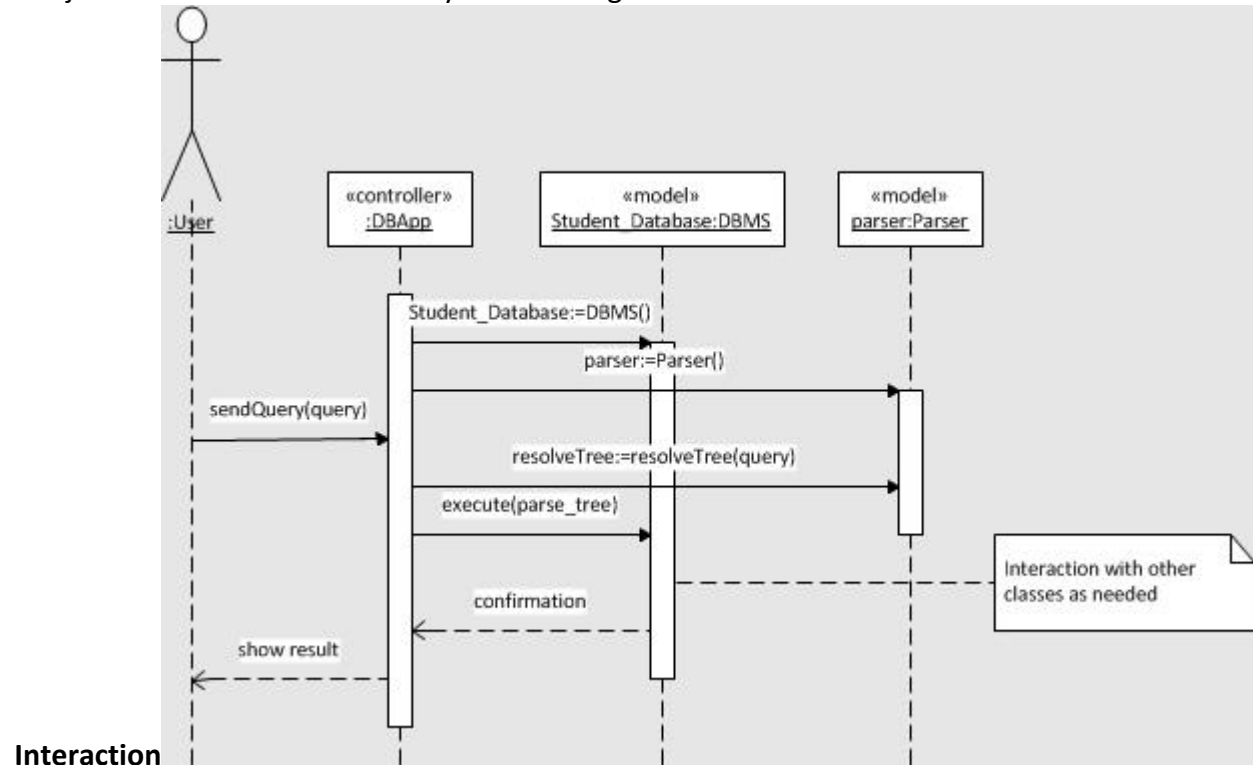 :User
«controller»
:DBApp
«model»
Student_Database:DBMS
«model»
parser:Parser
Student_Database:=DBMS()
parser:=Parser()
sendQuery(query)
resolveTree:=resolveTree(query)
execute(parse_tree)
Interaction with other
classes as needed
confirmation
show result
Interaction